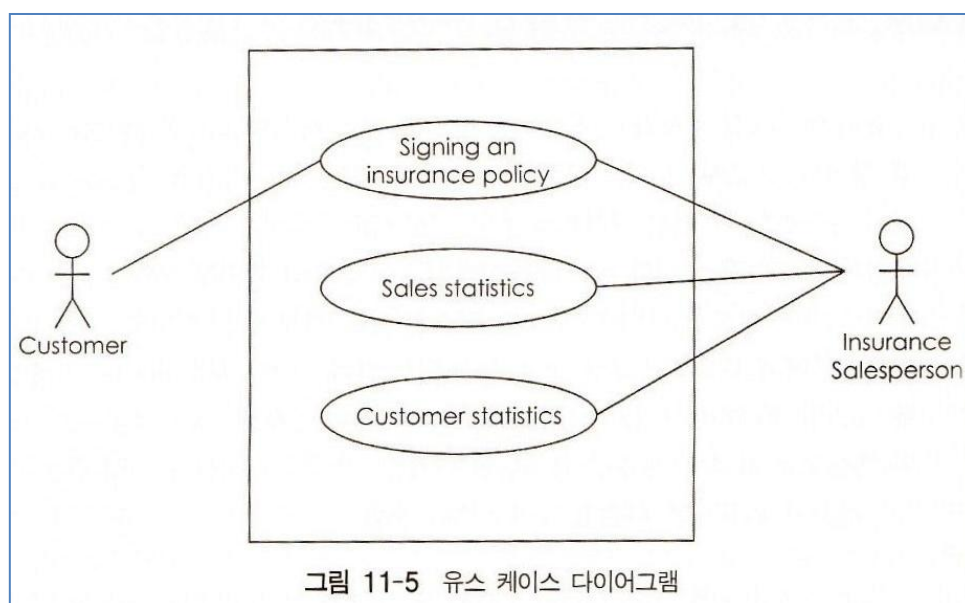 Signing an
insurance policy
Sales statistics
Customer
Insurance
Salesperson
Customer statistics
그림 11-5 유스 케이스 다이어그램